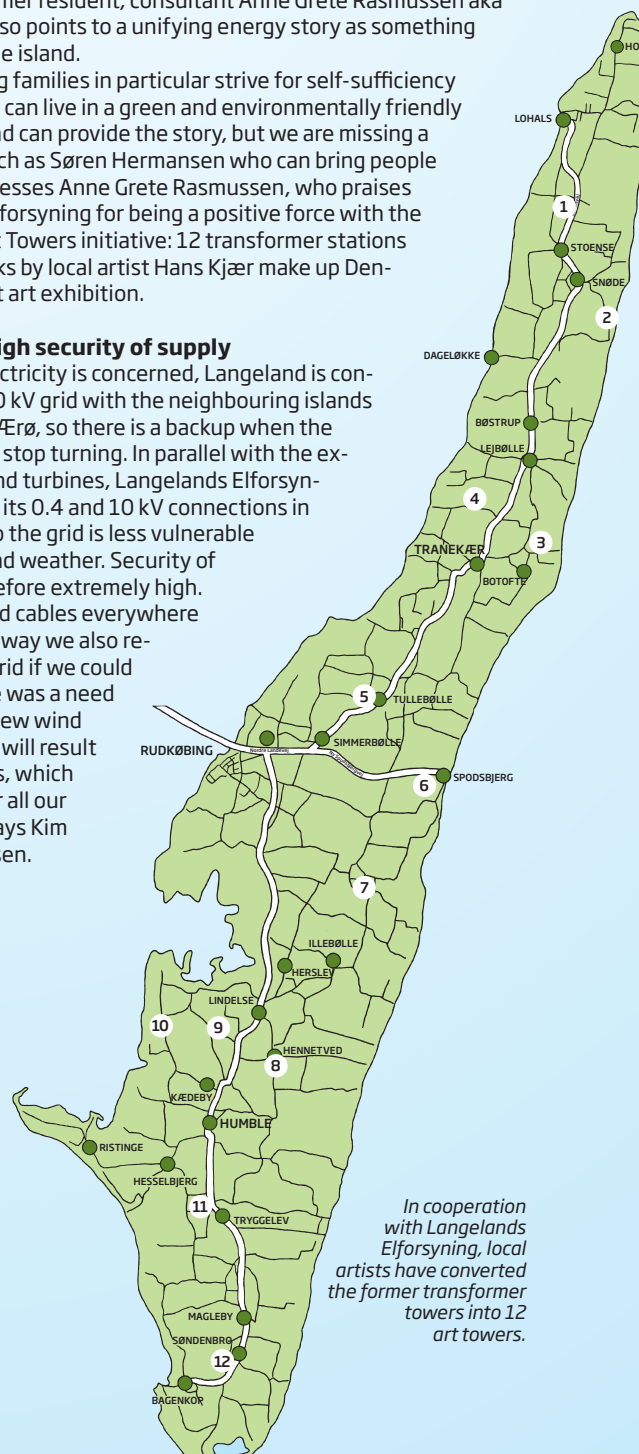 mer resident, consultant Anne Grete Rasmussen aka
so points to a unifying energy story as something
e island.
g families in particular strive for self-sufficiency
can live in a green and environmentally friendly
nd can provide the story, but we are missing a
ch as Søren Hermansen who can bring people
esses Anne Grete Rasmussen, who praises
forsyning for being a positive force with the
t Towers initiative: 12 transformer stations
ks by local artist Hans Kjær make up Den-
t art exhibition.
igh security of supply
ectricity is concerned, Langeland is con-
0 kV grid with the neighbouring islands
Ærø, so there is a backup when the
stop turning. In parallel with the ex-
nd turbines, Langelands Elforsyn-
its 0.4 and 10 kV connections in
o the grid is less vulnerable
nd weather. Security of
efore extremely high.
d cables everywhere
way we also re-
rid if we could
e was a need
ew wind
will result
s, which
r all our
ays Kim
sen.
HO
LOHALS
1
STOENSE
SNØDE
2
DAGELØKKE
BØSTRUP
LEJBØLLE
4
3
TRANEKÆR
BOTOFTE
5
TULLEBØLLE
SIMMERBØLLE
RUDKØBING
Nordre Landevej
SPODSBJERG
6
7
ILLEBØLLE
HERSLEV
LINDELSE
10
9
HENNETVED
8
KÆDEBY
HUMBLE
RISTINGE
HESSELBJERG
11
TRYGGELEV
MAGLEBY
SØNDENBRO
12
BAGENKOP
In cooperation
with Langelands
Elforsyning, local
artists have converted
the former transformer
towers into 12
art towers.